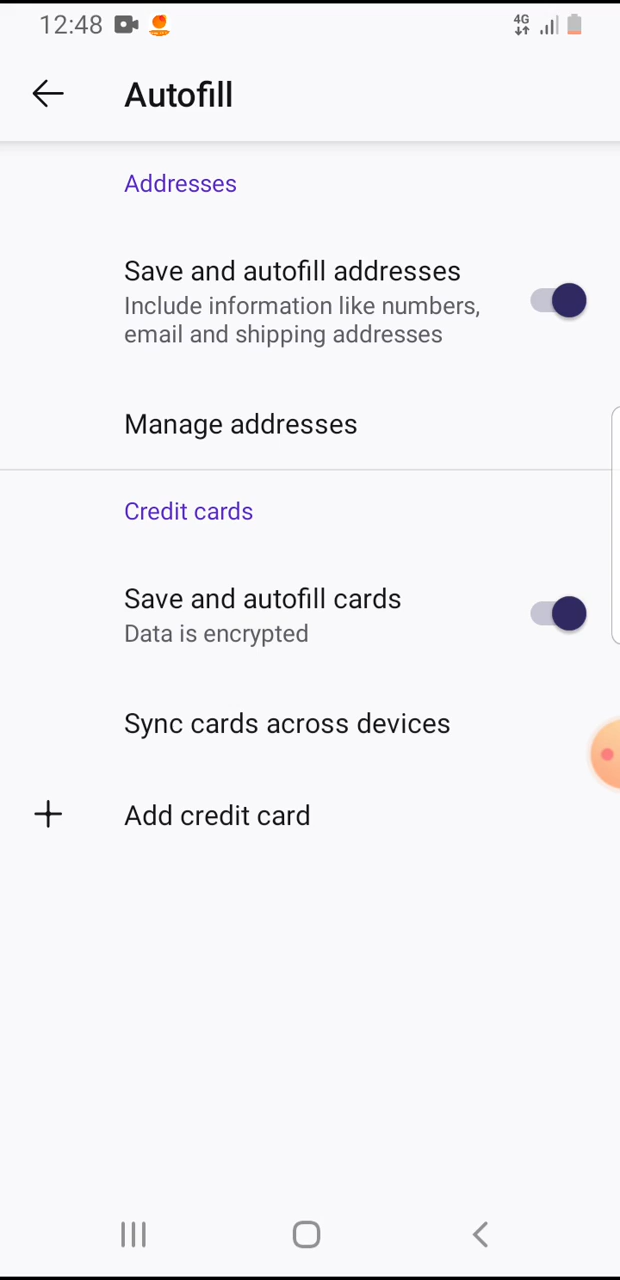 12:48
4G
Autofill
Addresses
Save and autofill addresses
Include information like numbers,
email and shipping addresses
Manage addresses
Credit cards
Save and autofill cards
Data is encrypted
Sync cards across devices
Add credit card